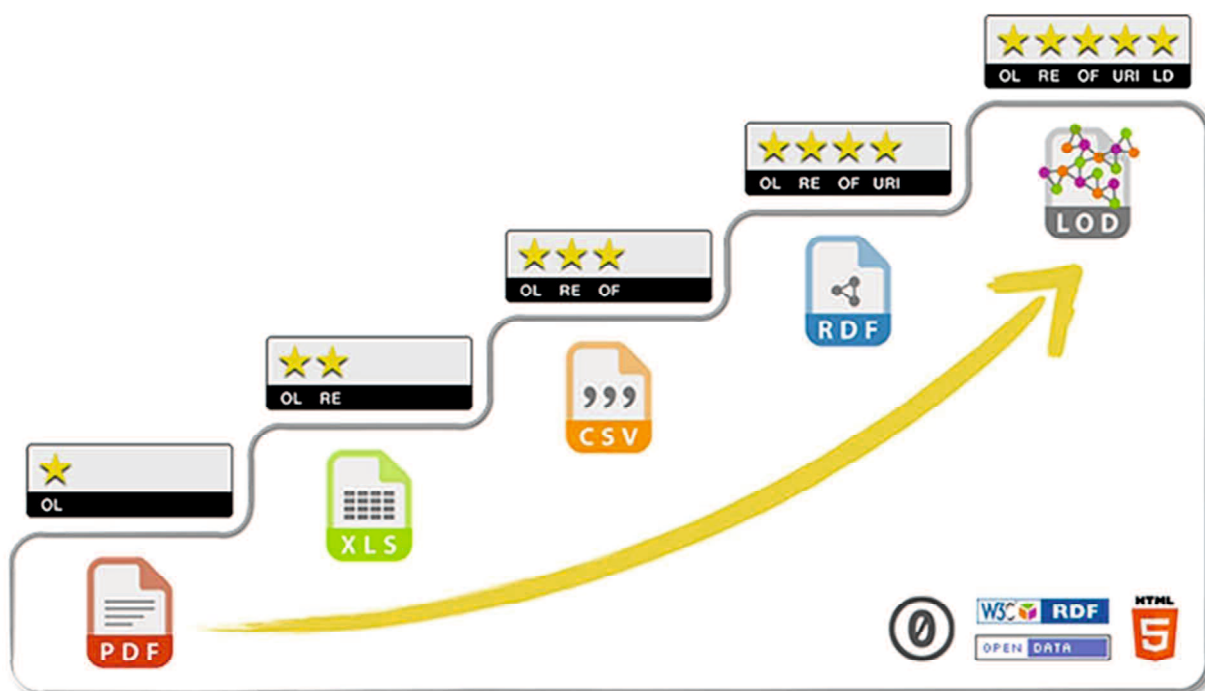 OL RE OF URI LD
LOD
OL RE OF URI
RDF
OL RE OF
CSV
OL RE
XLS
OL
PDF
0
W3C RDF
OPEN DATA
HTML
5